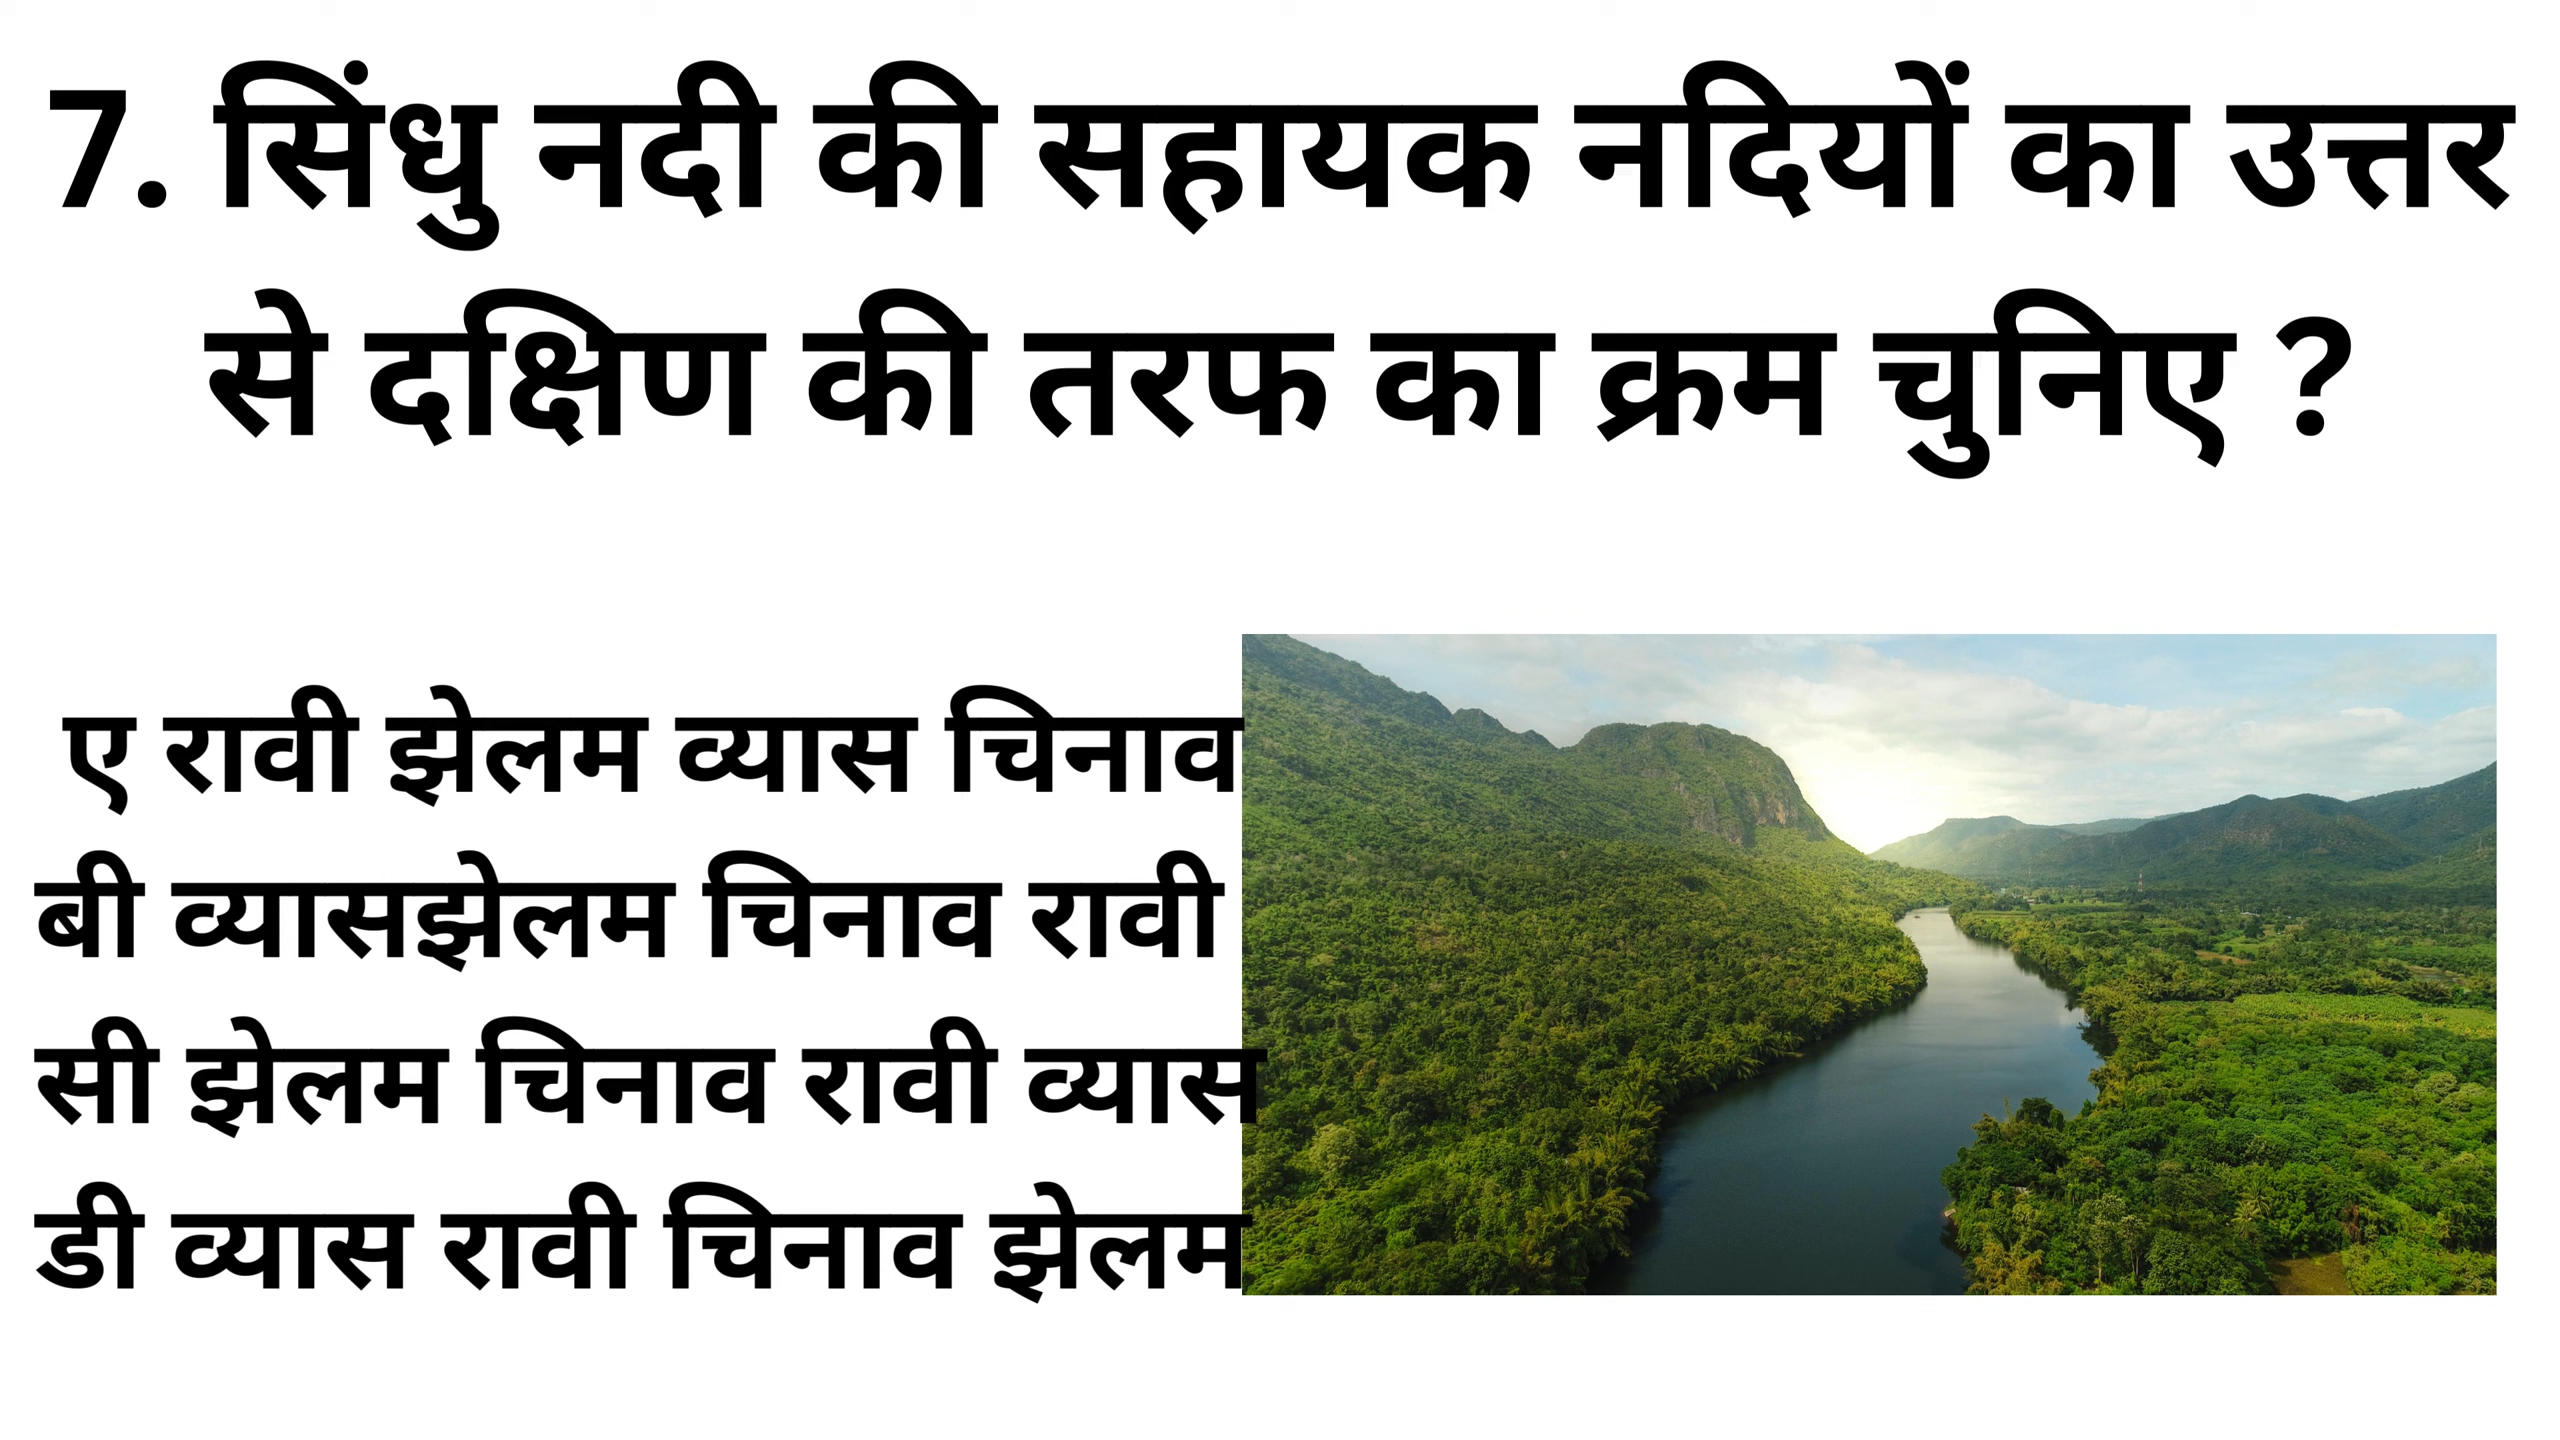 7. सिंधु नदी की सहायक नदियों का उत्तर
से दक्षिण की तरफ का क्रम चुनिए ?
ए रावी झेलम व्यास चिनाव
बी व्यासझेलम चिनाव रावी
सी झेलम चिनाव रावी व्यास
डी व्यास रावी चिनाव झेलम